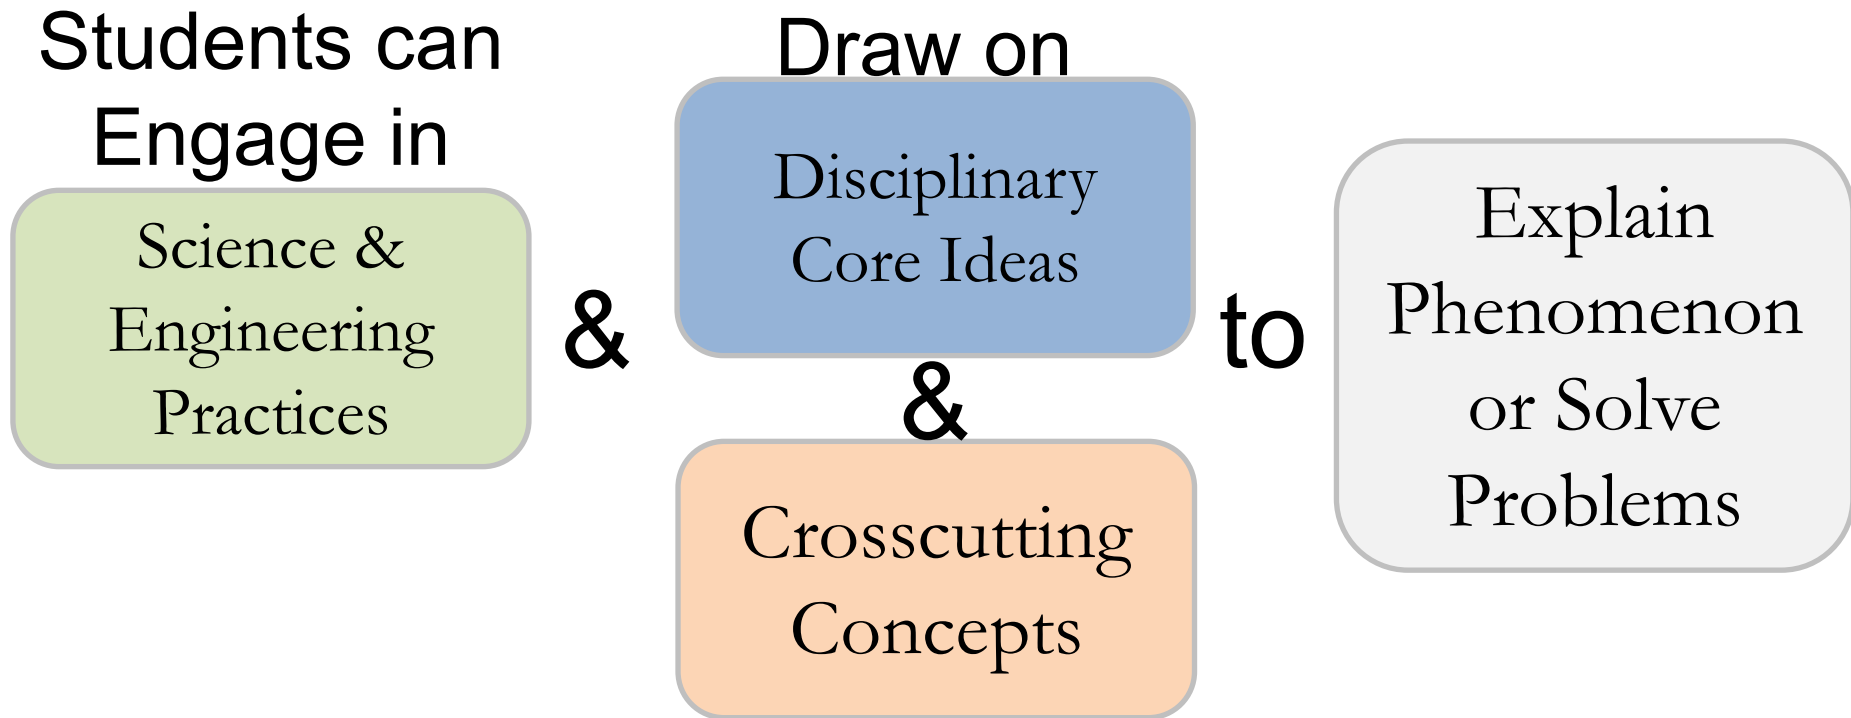 Students can
Engage in
Science &
Engineering
Practices
&
Draw on
Disciplinary
Core Ideas
&
Crosscutting
Concepts
to
Explain
Phenomenon
or Solve
Problems